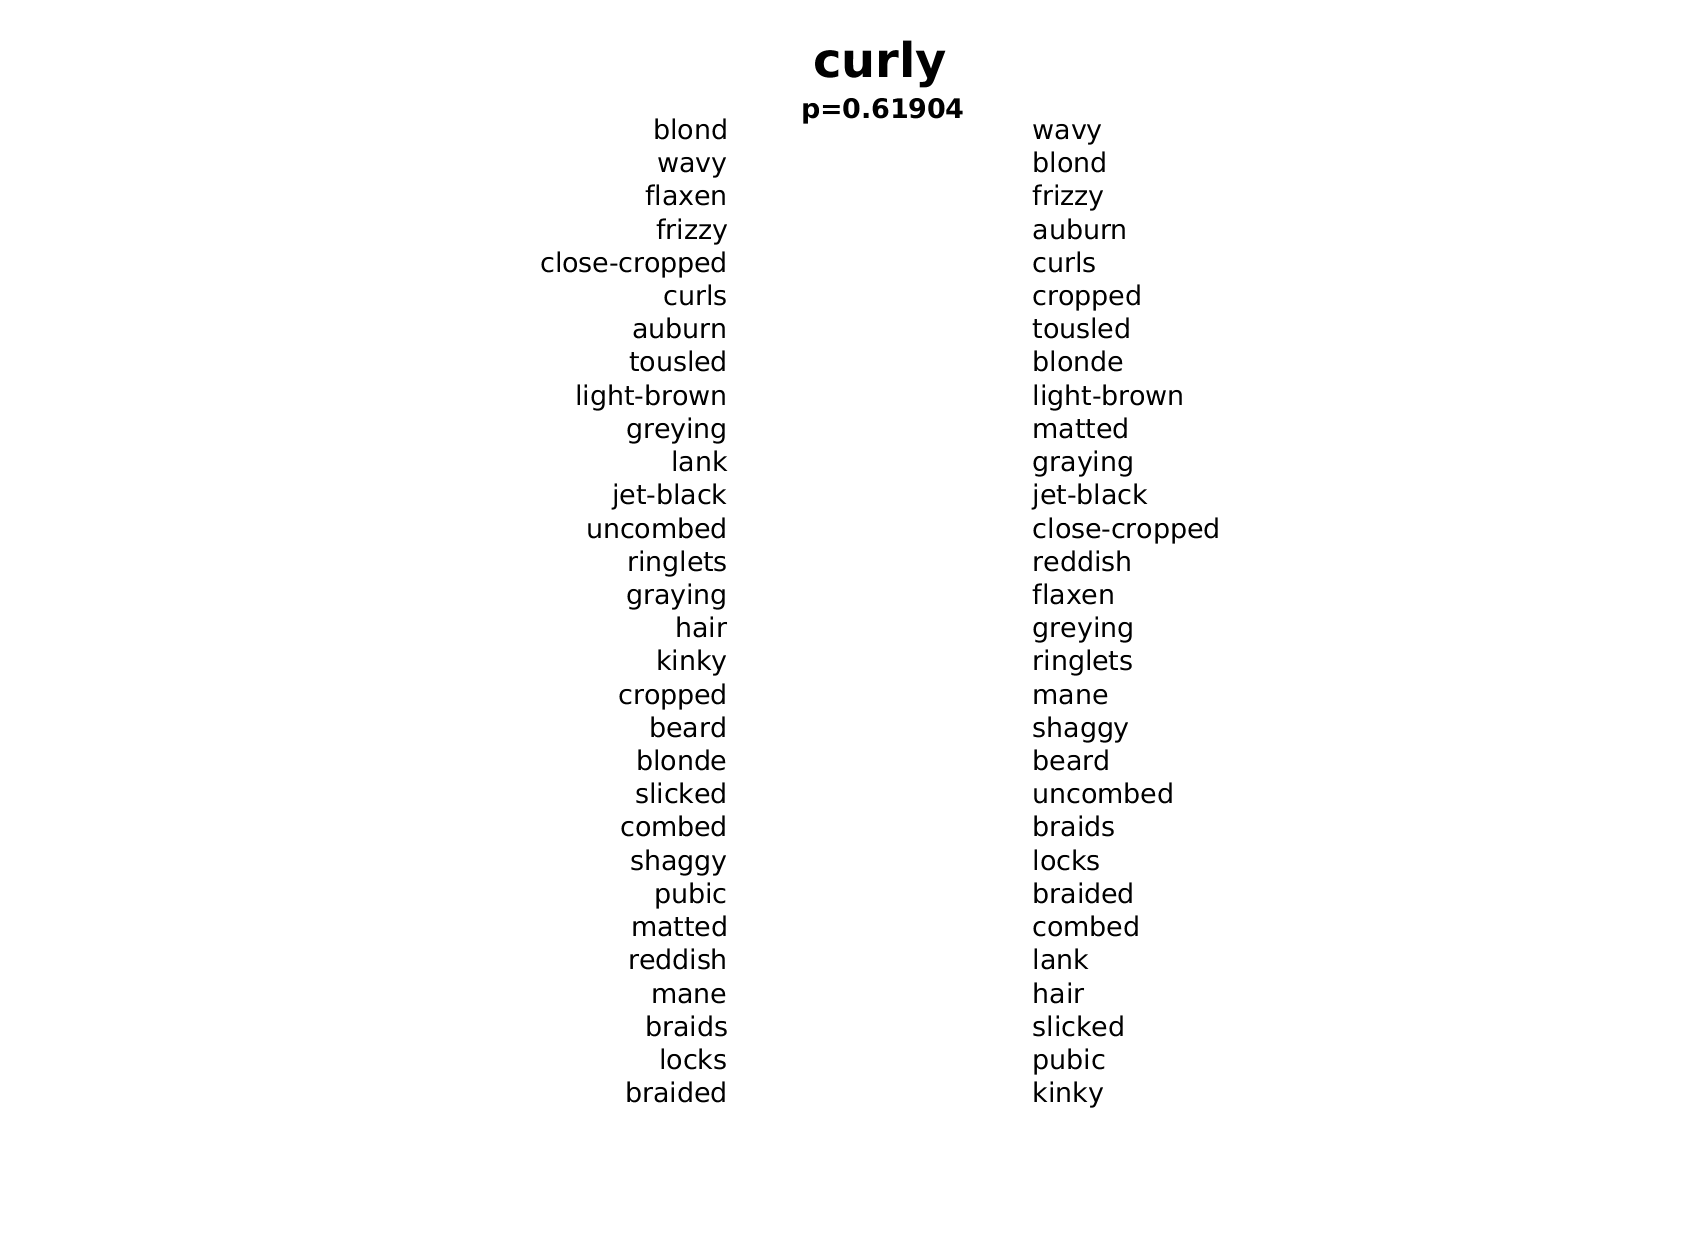 curly
p=0.61904
blond wavy
wavy blond
flaxen frizzy
frizzy auburn
close-cropped curls
curls cropped
auburn tousled
tousled blonde
light-brown light-brown
greying matted
lank graying
jet-black jet-black
uncombed close-cropped
ringlets reddish
graying flaxen
hair greying
kinky ringlets
cropped mane
beard shaggy
blonde beard
slicked uncombed
combed braids
shaggy locks
pubic braided
matted combed
reddish lank
mane hair
braids slicked
locks pubic
braided kinky